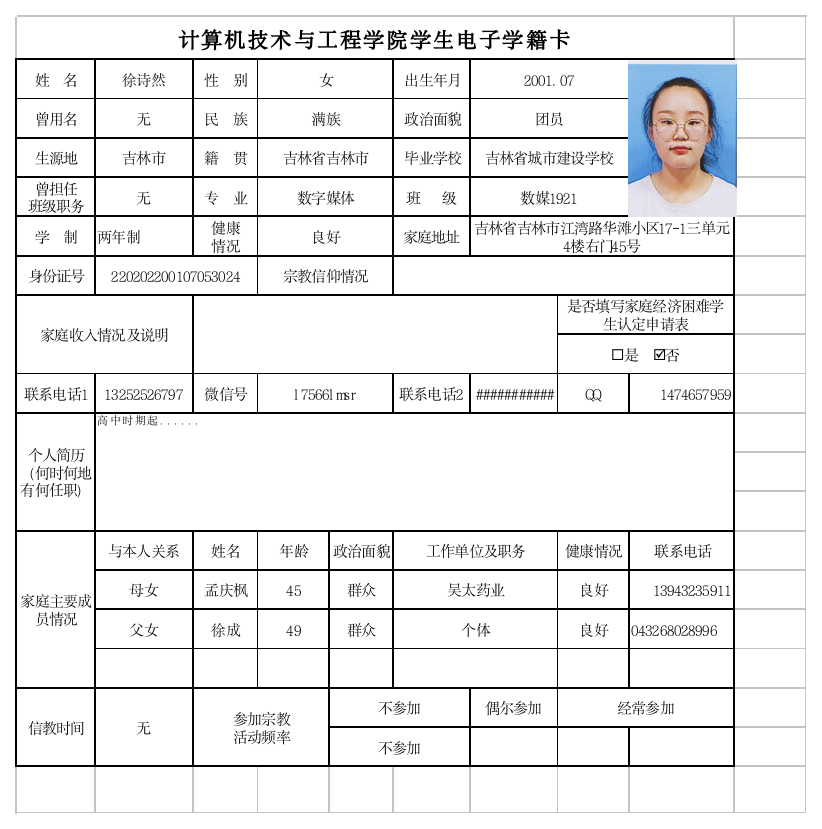 计算机技术与工程学院学生电子学籍卡
姓 名 徐诗然 性 别 女 出生年月 2001.07
曾用名 无 民 族 满族 政治面貌 团员
生源地 吉林市 籍 贯 吉林省吉林市 毕业学校 吉林省城市建设学校
曾担任
班级职务 无 专 业 数字媒体 班 级 数媒1921
学 制 两年制 健康
情况 良好 家庭地址 吉林省吉林市江湾路华滩小区17-1三单元
4楼右门45号
身份证号 220202200107053024 宗教信仰情况
家庭收入情况及说明 是否填写家庭经济困难学
生认定申请表
☐是 ☑否
联系电话1 13252526797 微信号 175661msr 联系电话2 ########### QQ 1474657959
个人简历
（何时何地
有何任职) 高中时期起......
家庭主要成
员情况 与本人关系 姓名 年龄 政治面貌 工作单位及职务 健康情况 联系电话
母女 孟庆枫 45 群众 吴太药业 良好 13943235911
父女 徐成 49 群众 个体 良好 043268028996
信教时间 无 参加宗教
活动频率 不参加 偶尔参加 经常参加
不参加